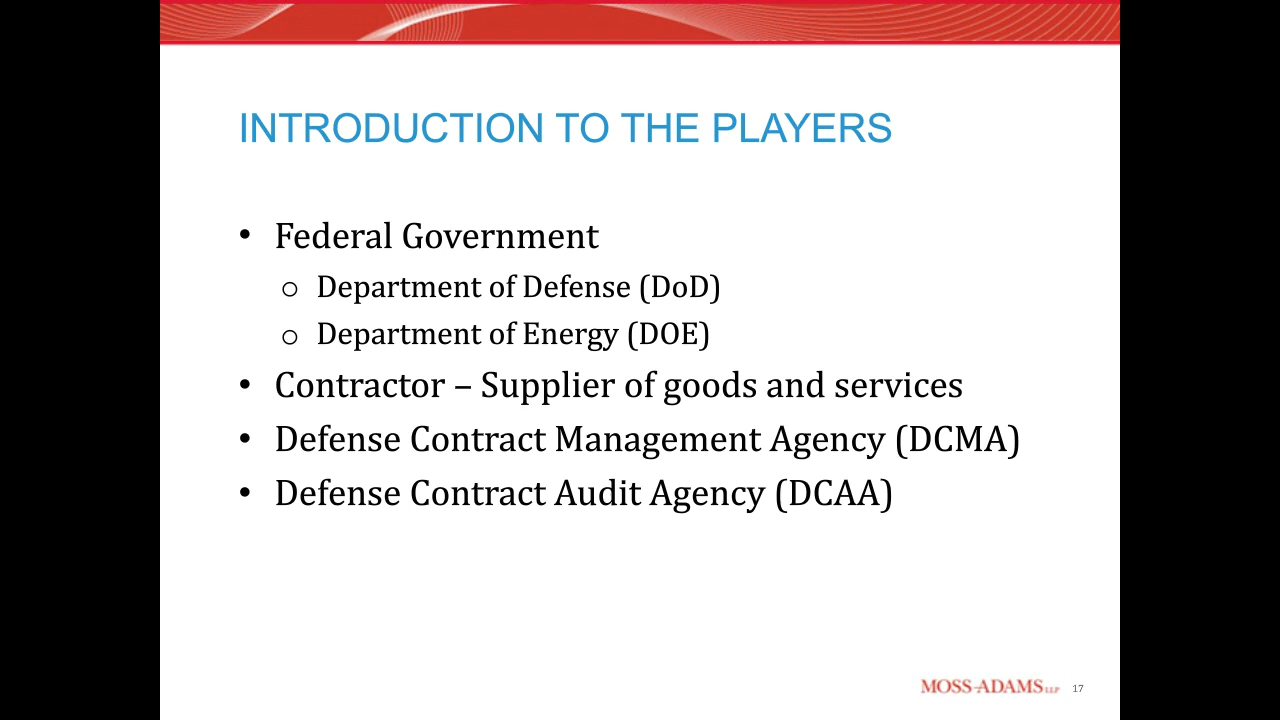 INTRODUCTION TO THE PLAYERS
• Federal Government
o Department of Defense (DoD)
o Department of Energy (DOE)
• Contractor – Supplier of goods and services
• Defense Contract Management Agency (DCMA)
• Defense Contract Audit Agency (DCAA)
MOSS-ADAMS LLP 17